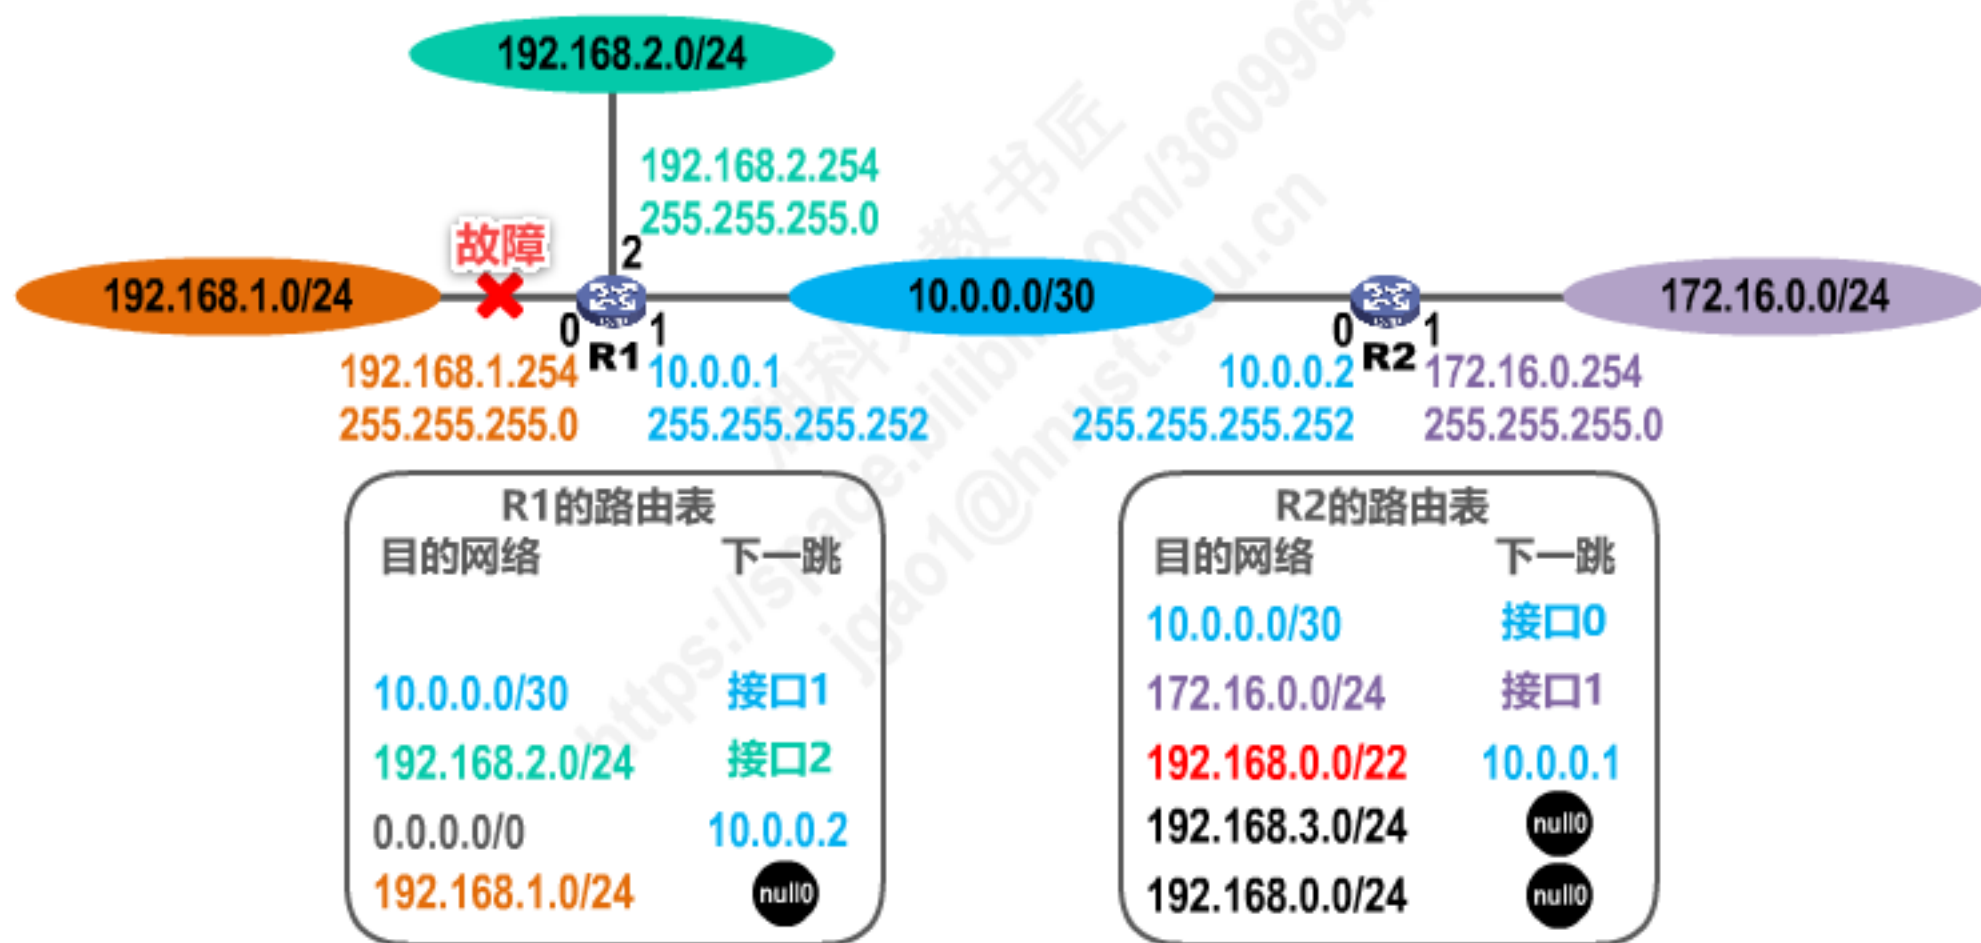 192.168.2.0/24
192.168.2.254
255.255.255.0
故障
2
192.168.1.0/24
10.0.0.0/30
172.16.0.0/24
0 R1 1
0 R2 1
192.168.1.254
255.255.255.0
10.0.0.1
255.255.255.252
10.0.0.2
255.255.255.252
172.16.0.254
255.255.255.0
R1的路由表
目的网络 下一跳
10.0.0.0/30 接口1
192.168.2.0/24 接口2
0.0.0.0/0 10.0.0.2
192.168.1.0/24 null0
R2的路由表
目的网络 下一跳
10.0.0.0/30 接口0
172.16.0.0/24 接口1
192.168.0.0/22 10.0.0.1
192.168.3.0/24 null0
192.168.0.0/24 null0
jgao1@hnust.edu.cn